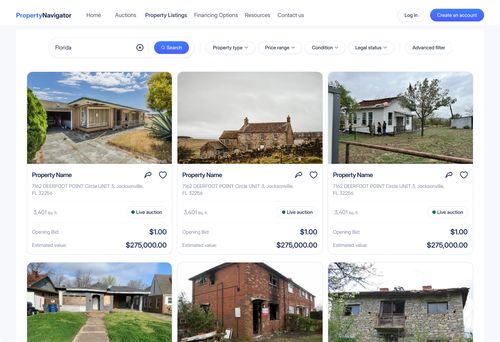 PropertyNavigator Home Auctions Property Listings Financing Options Resources Contact us Log in Create an account
Florida Search Property type Price range Condition Legal status Advanced filter
Property Name Property Name Property Name
7162 DEERFOOT POINT Circle UNIT 3, Jacksonville, 7162 DEERFOOT POINT Circle UNIT 3, Jacksonville, 7162 DEERFOOT POINT Circle UNIT 3, Jacksonville,
FL 32256 FL 32256 FL 32256
3,401 Sq. ft. Live auction 3,401 Sq. ft. Live auction 3,401 Sq. ft. Live auction
Opening Bid: $1.00 Opening Bid: $1.00 Opening Bid: $1.00
Estimated value: $275,000.00 Estimated value: $275,000.00 Estimated value: $275,000.00